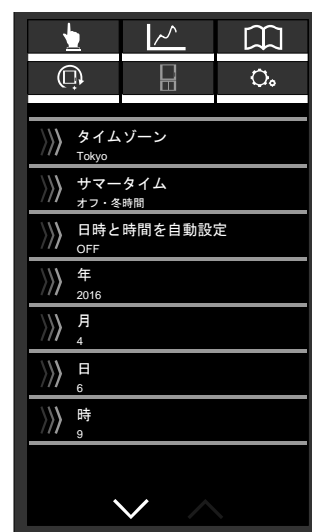 タイムゾーン
Tokyo
サマータイム
オフ・冬時間
日時と時間を自動設定
OFF
年
2016
月
4
日
6
時
9